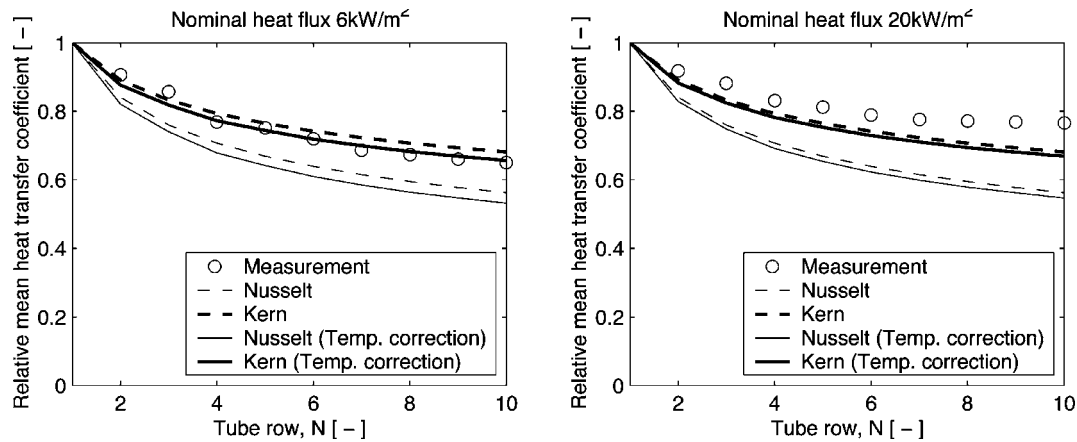 Nominal heat flux 6kW/m²
Relative mean heat transfer coefficient [ − ]
1
0.8
0.6
0.4
0.2
0
2
4
6
8
10
Tube row, N [ − ]
Measurement
Nusselt
Kern
Nusselt (Temp. correction)
Kern (Temp. correction)
Nominal heat flux 20kW/m²
Relative mean heat transfer coefficient [ − ]
1
0.8
0.6
0.4
0.2
0
2
4
6
8
10
Tube row, N [ − ]
Measurement
Nusselt
Kern
Nusselt (Temp. correction)
Kern (Temp. correction)